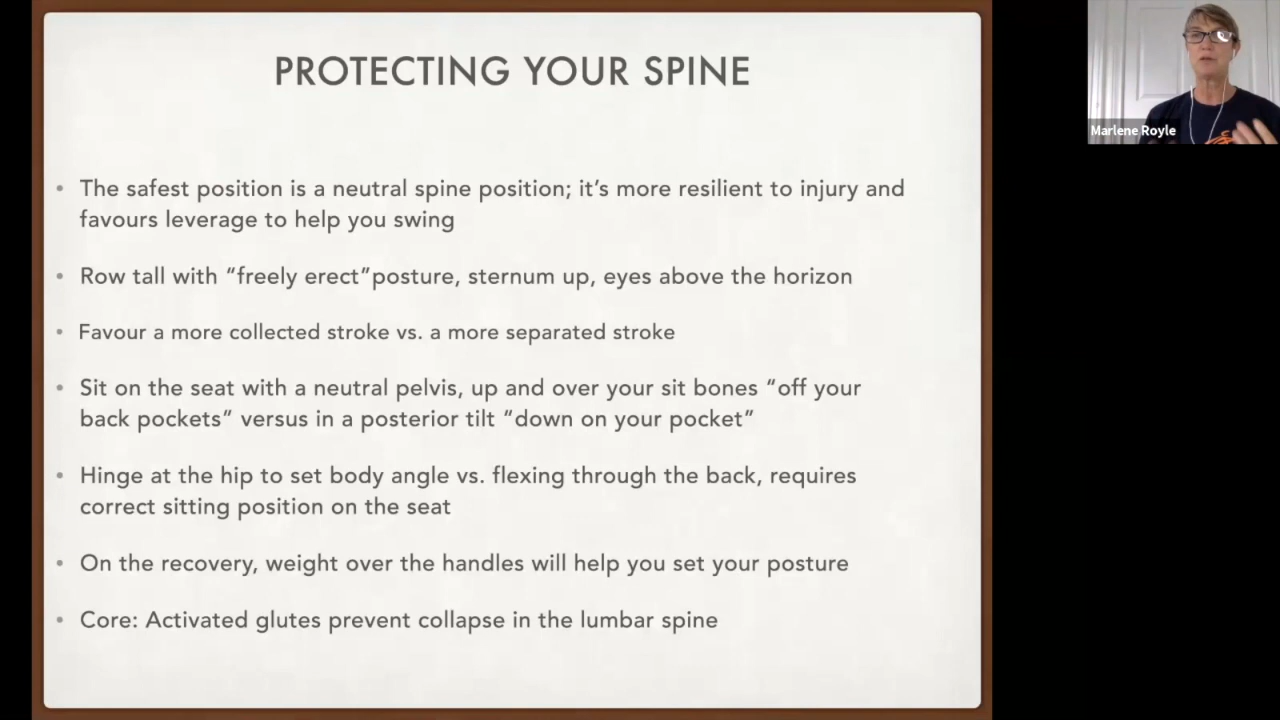 PROTECTING YOUR SPINE
Marlene Royle
• The safest position is a neutral spine position; it’s more resilient to injury and
favours leverage to help you swing
• Row tall with “freely erect”posture, sternum up, eyes above the horizon
• Favour a more collected stroke vs. a more separated stroke
• Sit on the seat with a neutral pelvis, up and over your sit bones “off your
back pockets” versus in a posterior tilt “down on your pocket”
• Hinge at the hip to set body angle vs. flexing through the back, requires
correct sitting position on the seat
• On the recovery, weight over the handles will help you set your posture
• Core: Activated glutes prevent collapse in the lumbar spine